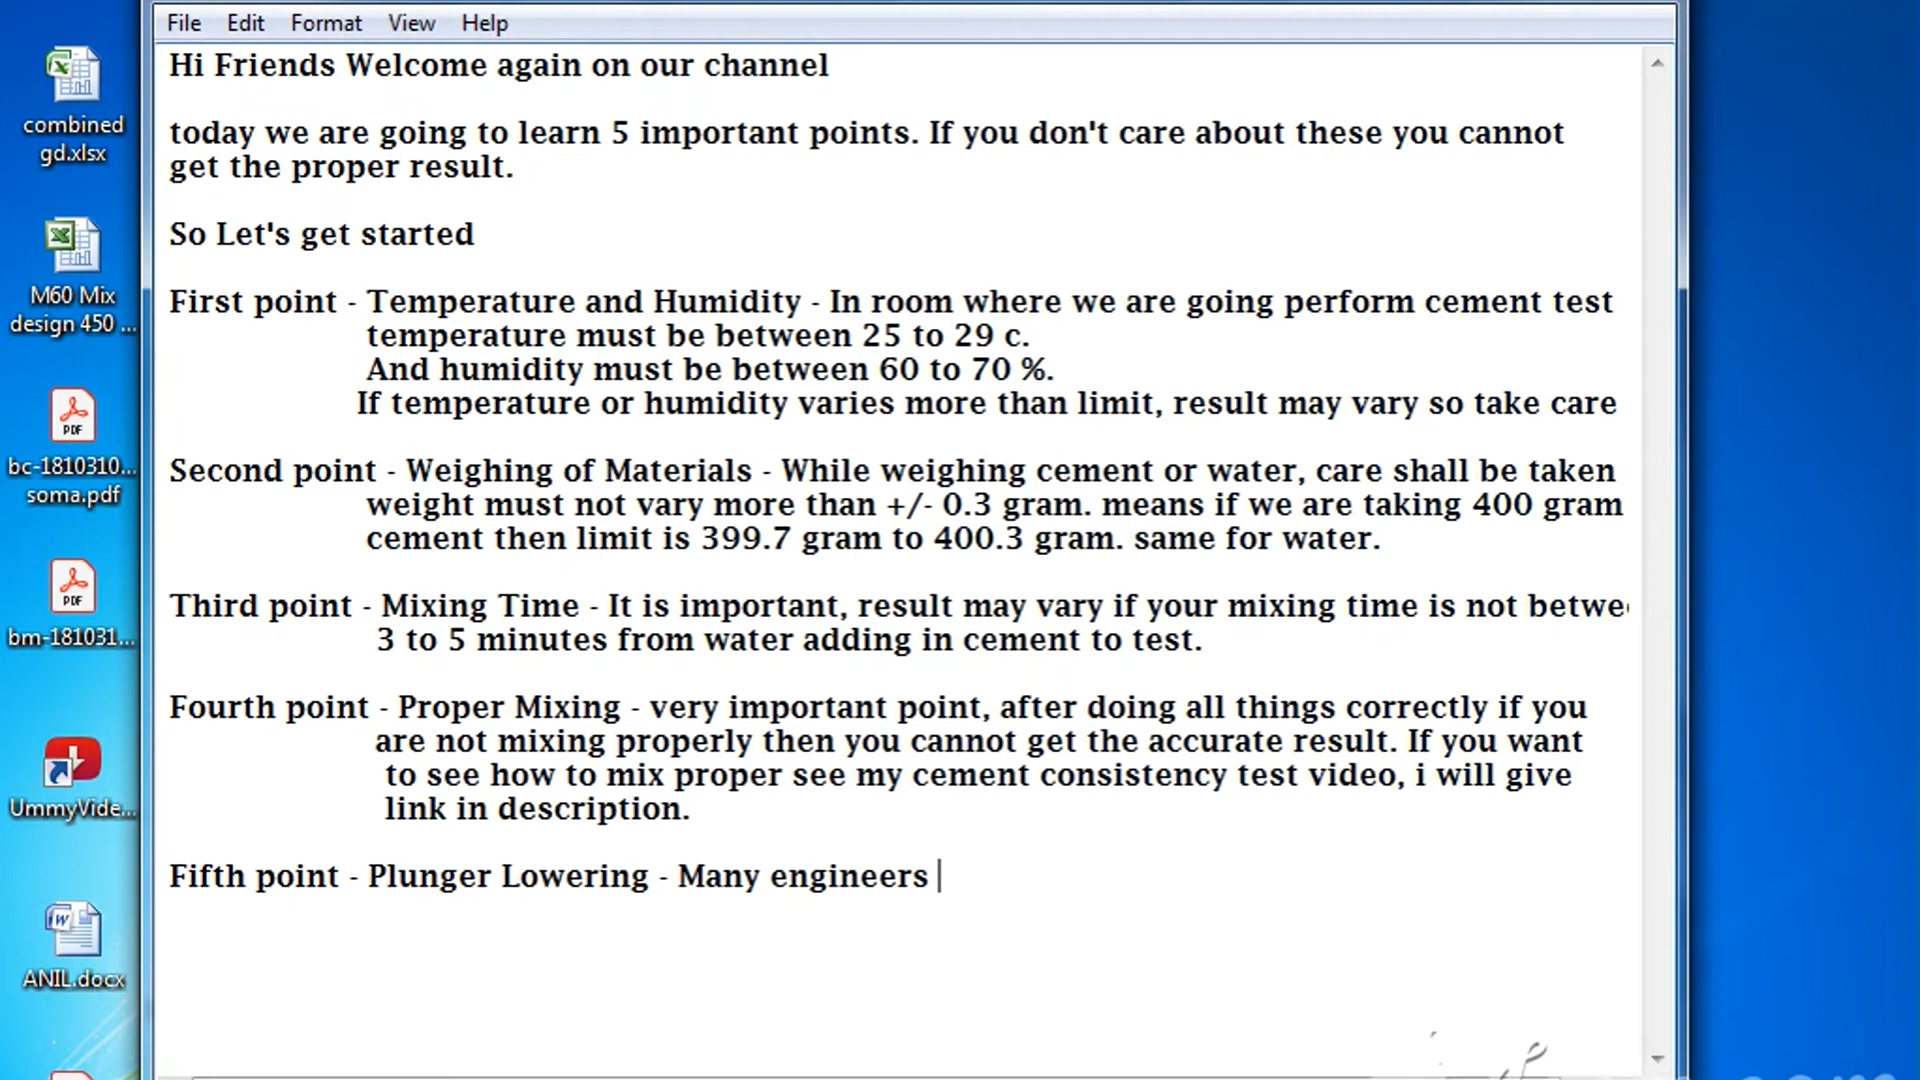 File Edit Format View Help
Hi Friends Welcome again on our channel
today we are going to learn 5 important points. If you don't care about these you cannot
get the proper result.
So Let's get started
First point - Temperature and Humidity - In room where we are going perform cement test
temperature must be between 25 to 29 c.
And humidity must be between 60 to 70 %.
If temperature or humidity varies more than limit, result may vary so take care
Second point - Weighing of Materials - While weighing cement or water, care shall be taken
weight must not vary more than +/- 0.3 gram. means if we are taking 400 gram
cement then limit is 399.7 gram to 400.3 gram. same for water.
Third point - Mixing Time - It is important, result may vary if your mixing time is not betwe
3 to 5 minutes from water adding in cement to test.
Fourth point - Proper Mixing - very important point, after doing all things correctly if you
are not mixing properly then you cannot get the accurate result. If you want
to see how to mix proper see my cement consistency test video, i will give
link in description.
Fifth point - Plunger Lowering - Many engineers
combined
gd.xlsx
M60 Mix
design 450 ...
PDF
bc-1810310...
soma.pdf
PDF
bm-181031...
UmmyVide...
ANIL.docx